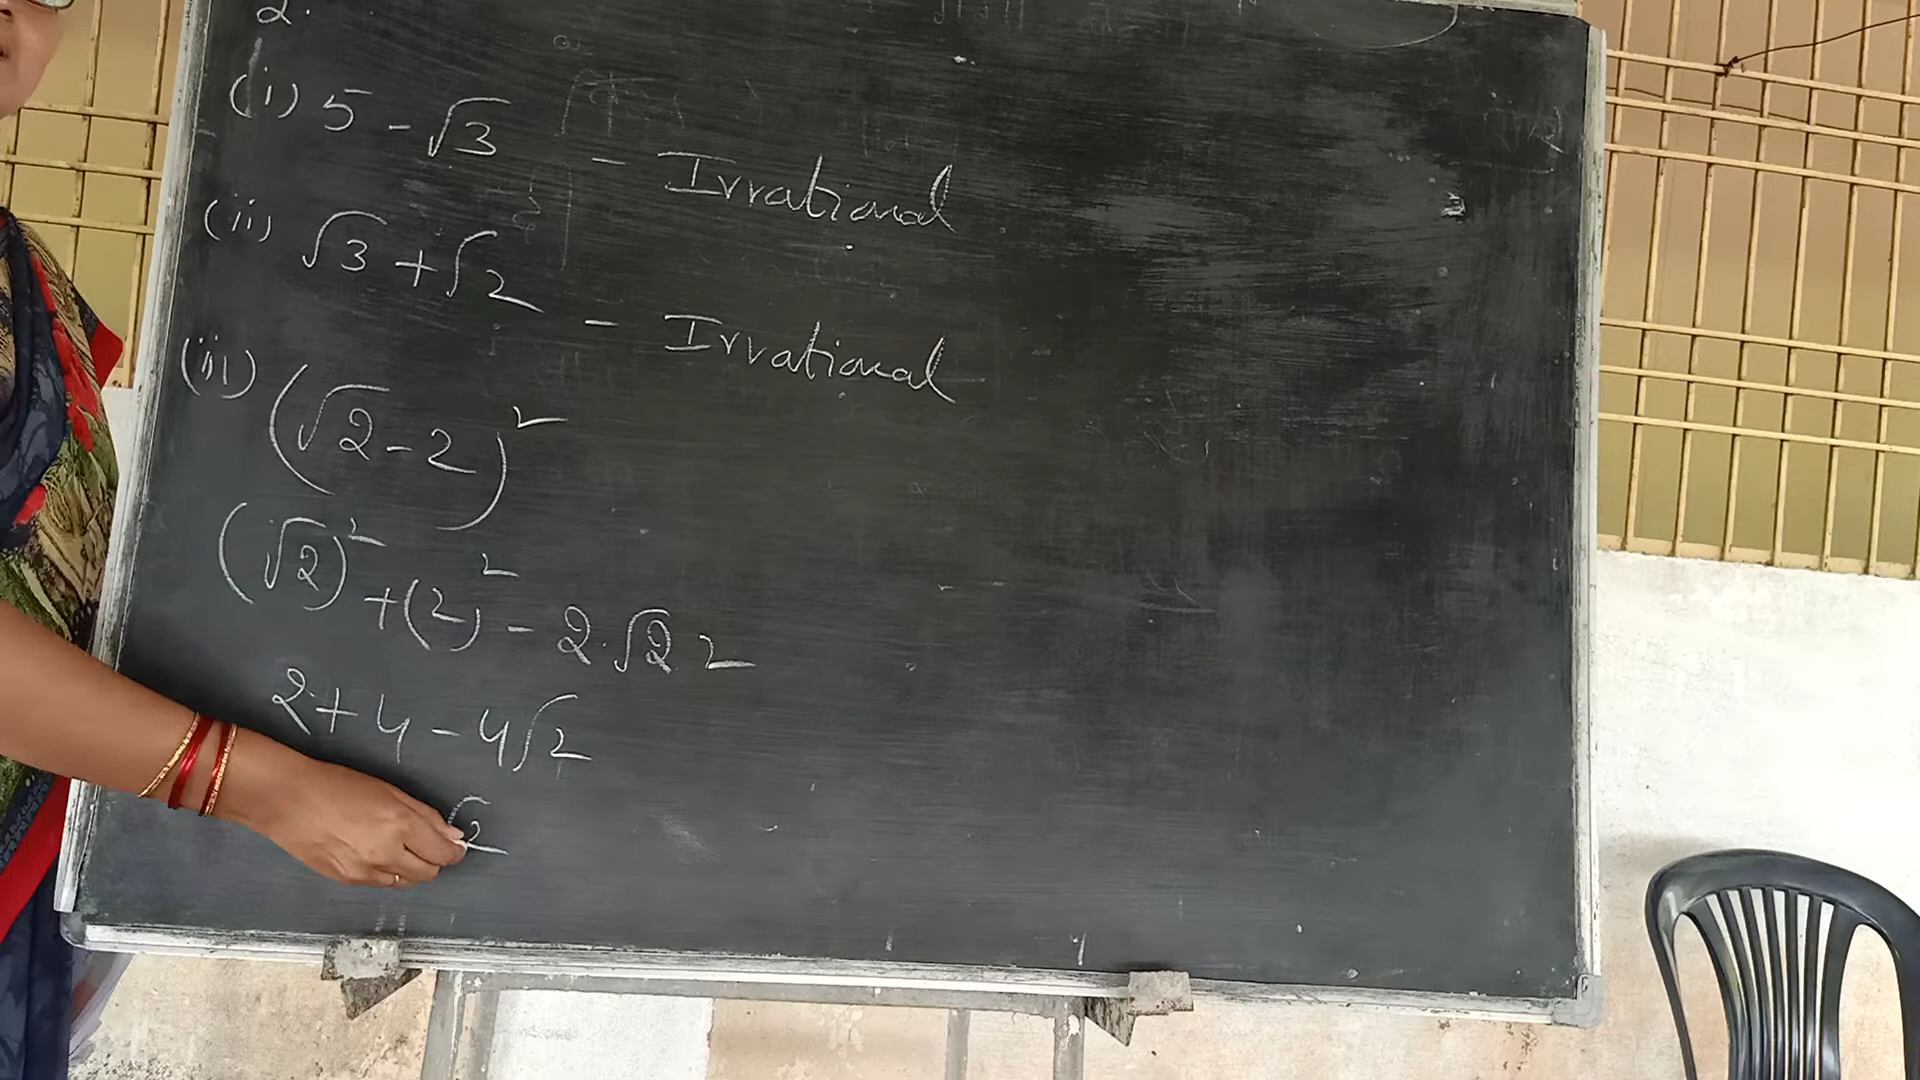 2.
(i) 5 - √3 - Irrational
(ii) √3 + √2 - Irrational
(iii) (√2 - 2)²
(√2)² + (2)² - 2.√2.2
2 + 4 - 4√2
√2